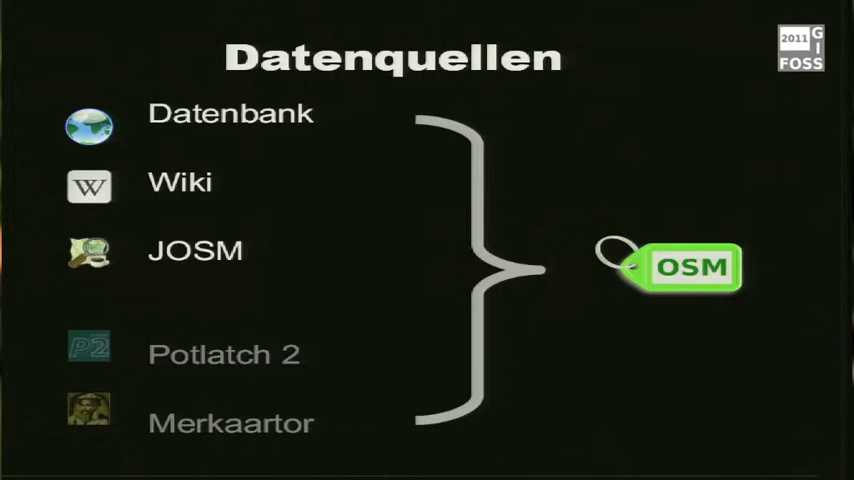 Datenquellen
2011 G
I
FOSS
Datenbank
W Wiki
JOSM
OSM
P2 Potlatch 2
Merkaartor